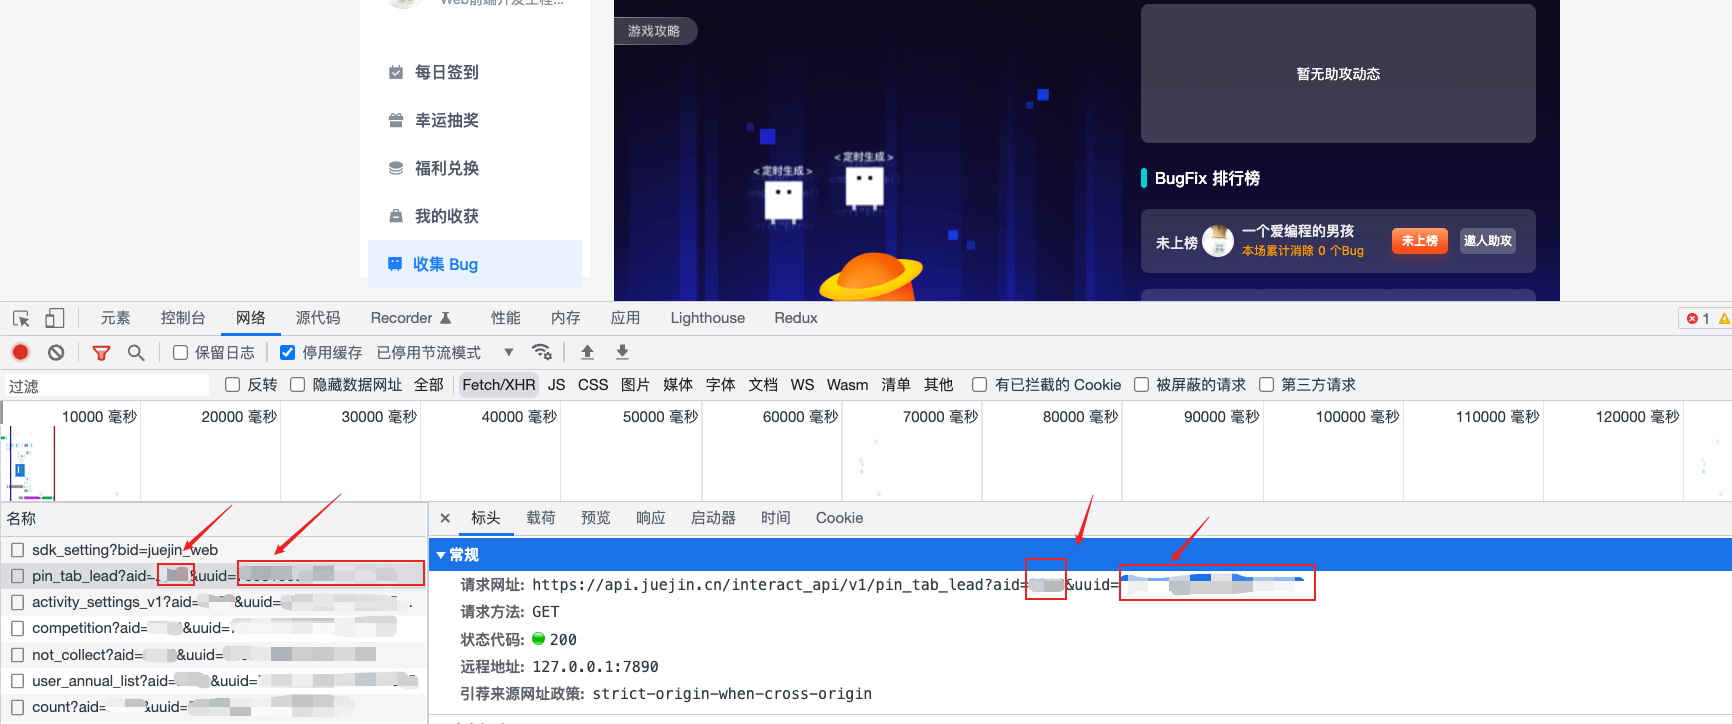 Web前端开发工程...
每日签到
幸运抽奖
福利兑换
我的收获
收集 Bug
游戏攻略
<定时生成>
<定时生成>
暂无助攻动态
BugFix 排行榜
未上榜
一个爱编程的男孩
本场累计消除 0 个Bug
未上榜
邀人助攻
元素 控制台 网络 源代码 Recorder 性能 内存 应用 Lighthouse Redux 1
保留日志 停用缓存 已停用节流模式
过滤 反转 隐藏数据网址 全部 Fetch/XHR JS CSS 图片 媒体 字体 文档 WS Wasm 清单 其他 有已拦截的 Cookie 被屏蔽的请求 第三方请求
10000 毫秒 20000 毫秒 30000 毫秒 40000 毫秒 50000 毫秒 60000 毫秒 70000 毫秒 80000 毫秒 90000 毫秒 100000 毫秒 110000 毫秒 120000 毫秒
名称
sdk_setting?bid=juejin_web
pin_tab_lead?aid= &uuid=
activity_settings_v1?aid= &uuid=
competition?aid= &uuid=
not_collect?aid= &uuid=
user_annual_list?aid= &uuid=
count?aid= &uuid=
× 标头 载荷 预览 响应 启动器 时间 Cookie
常规
请求网址: https://api.juejin.cn/interact_api/v1/pin_tab_lead?aid= &uuid=
请求方法: GET
状态代码: 200
远程地址: 127.0.0.1:7890
引荐来源网址政策: strict-origin-when-cross-origin